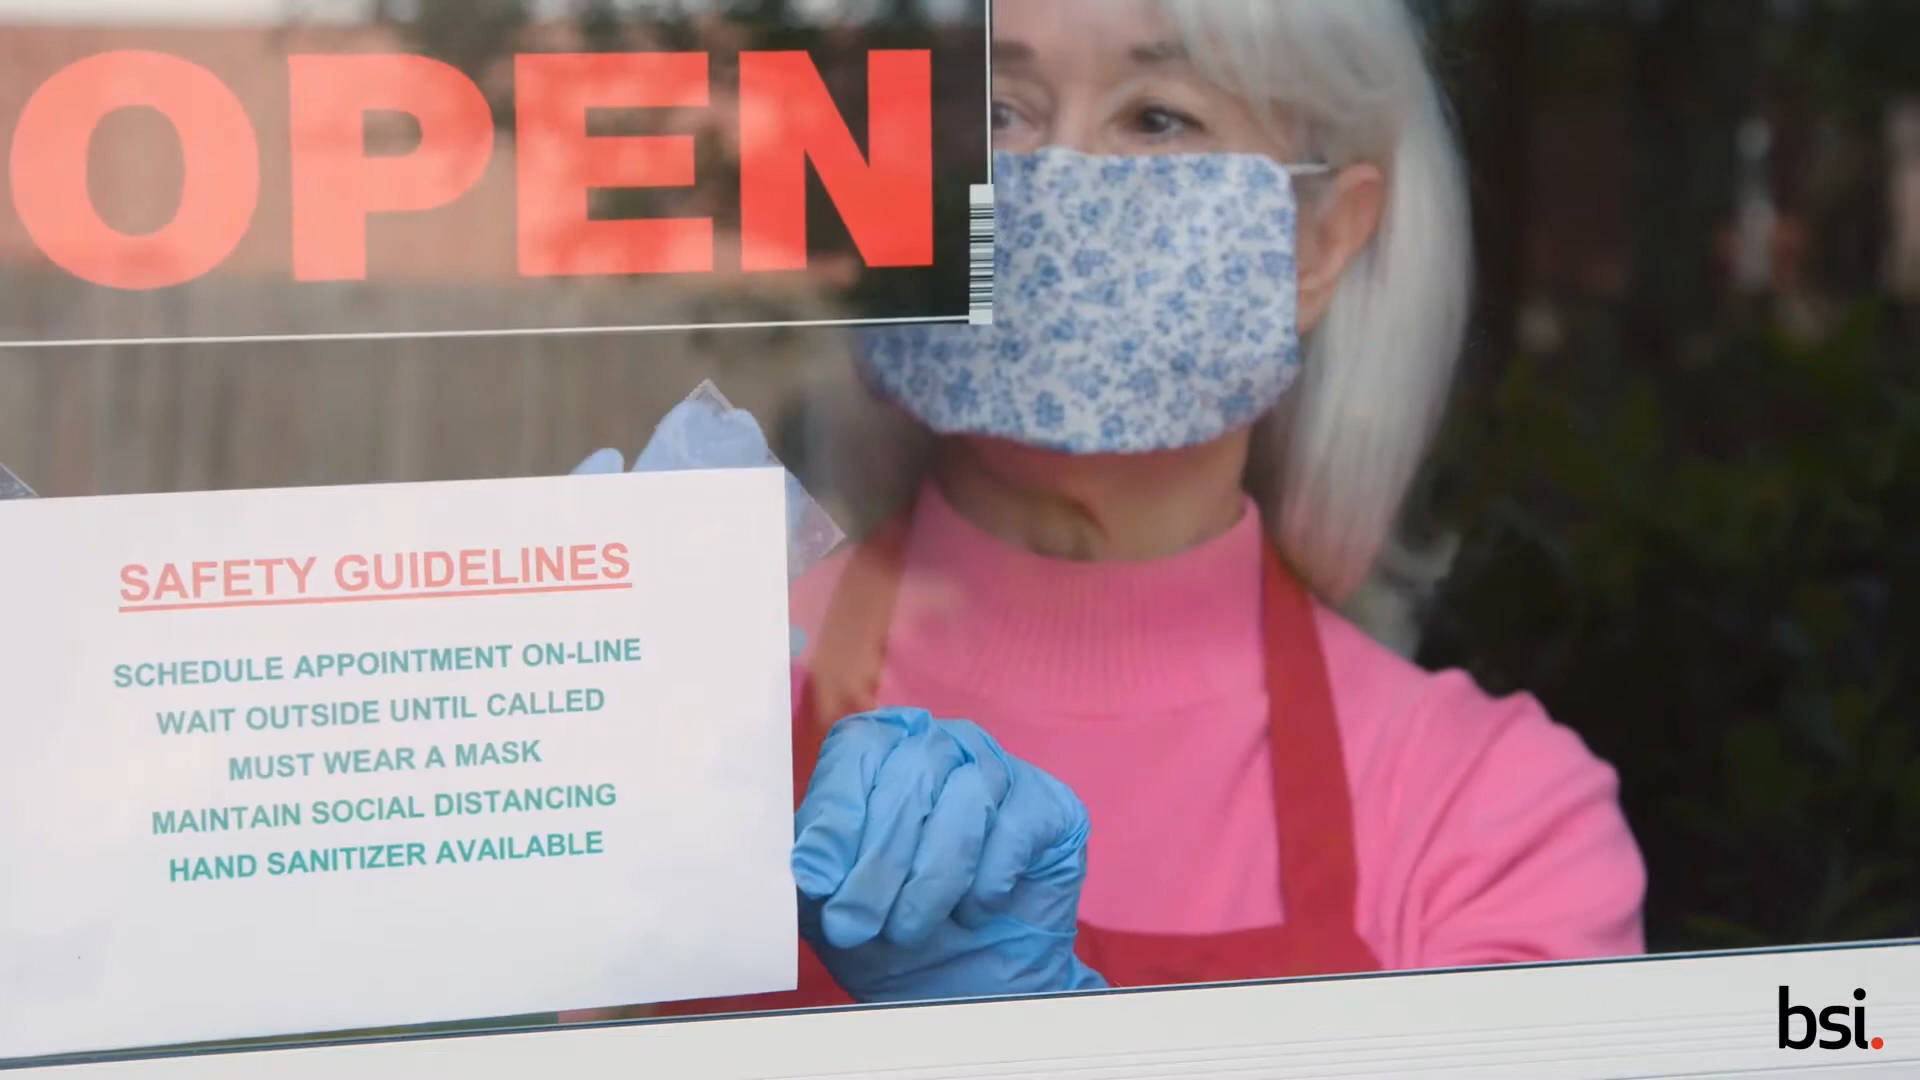 OPEN
SAFETY GUIDELINES
SCHEDULE APPOINTMENT ON-LINE
WAIT OUTSIDE UNTIL CALLED
MUST WEAR A MASK
MAINTAIN SOCIAL DISTANCING
HAND SANITIZER AVAILABLE
bsi.